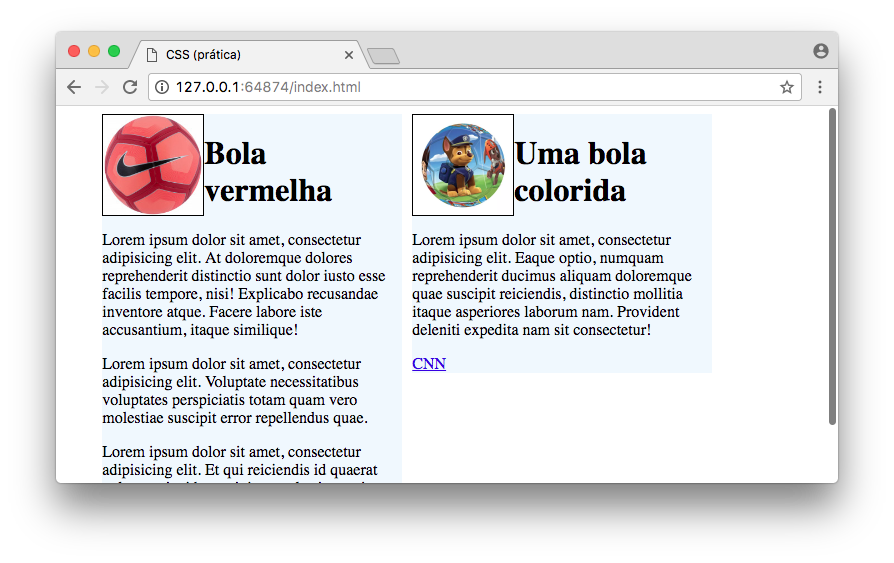 CSS (prática)
127.0.0.1:64874/index.html
Bola
vermelha
Lorem ipsum dolor sit amet, consectetur
adipisicing elit. At doloremque dolores
reprehenderit distinctio sunt dolor iusto esse
facilis tempore, nisi! Explicabo recusandae
inventore atque. Facere labore iste
accusantium, itaque similique!
Lorem ipsum dolor sit amet, consectetur
adipisicing elit. Voluptate necessitatibus
voluptates perspiciatis totam quam vero
molestiae suscipit error repellendus quae.
Lorem ipsum dolor sit amet, consectetur
adipisicing elit. Et qui reiciendis id quaerat
Uma bola
colorida
Lorem ipsum dolor sit amet, consectetur
adipisicing elit. Eaque optio, numquam
reprehenderit ducimus aliquam doloremque
quae suscipit reiciendis, distinctio mollitia
itaque asperiores laborum nam. Provident
deleniti expedita nam sit consectetur!
CNN